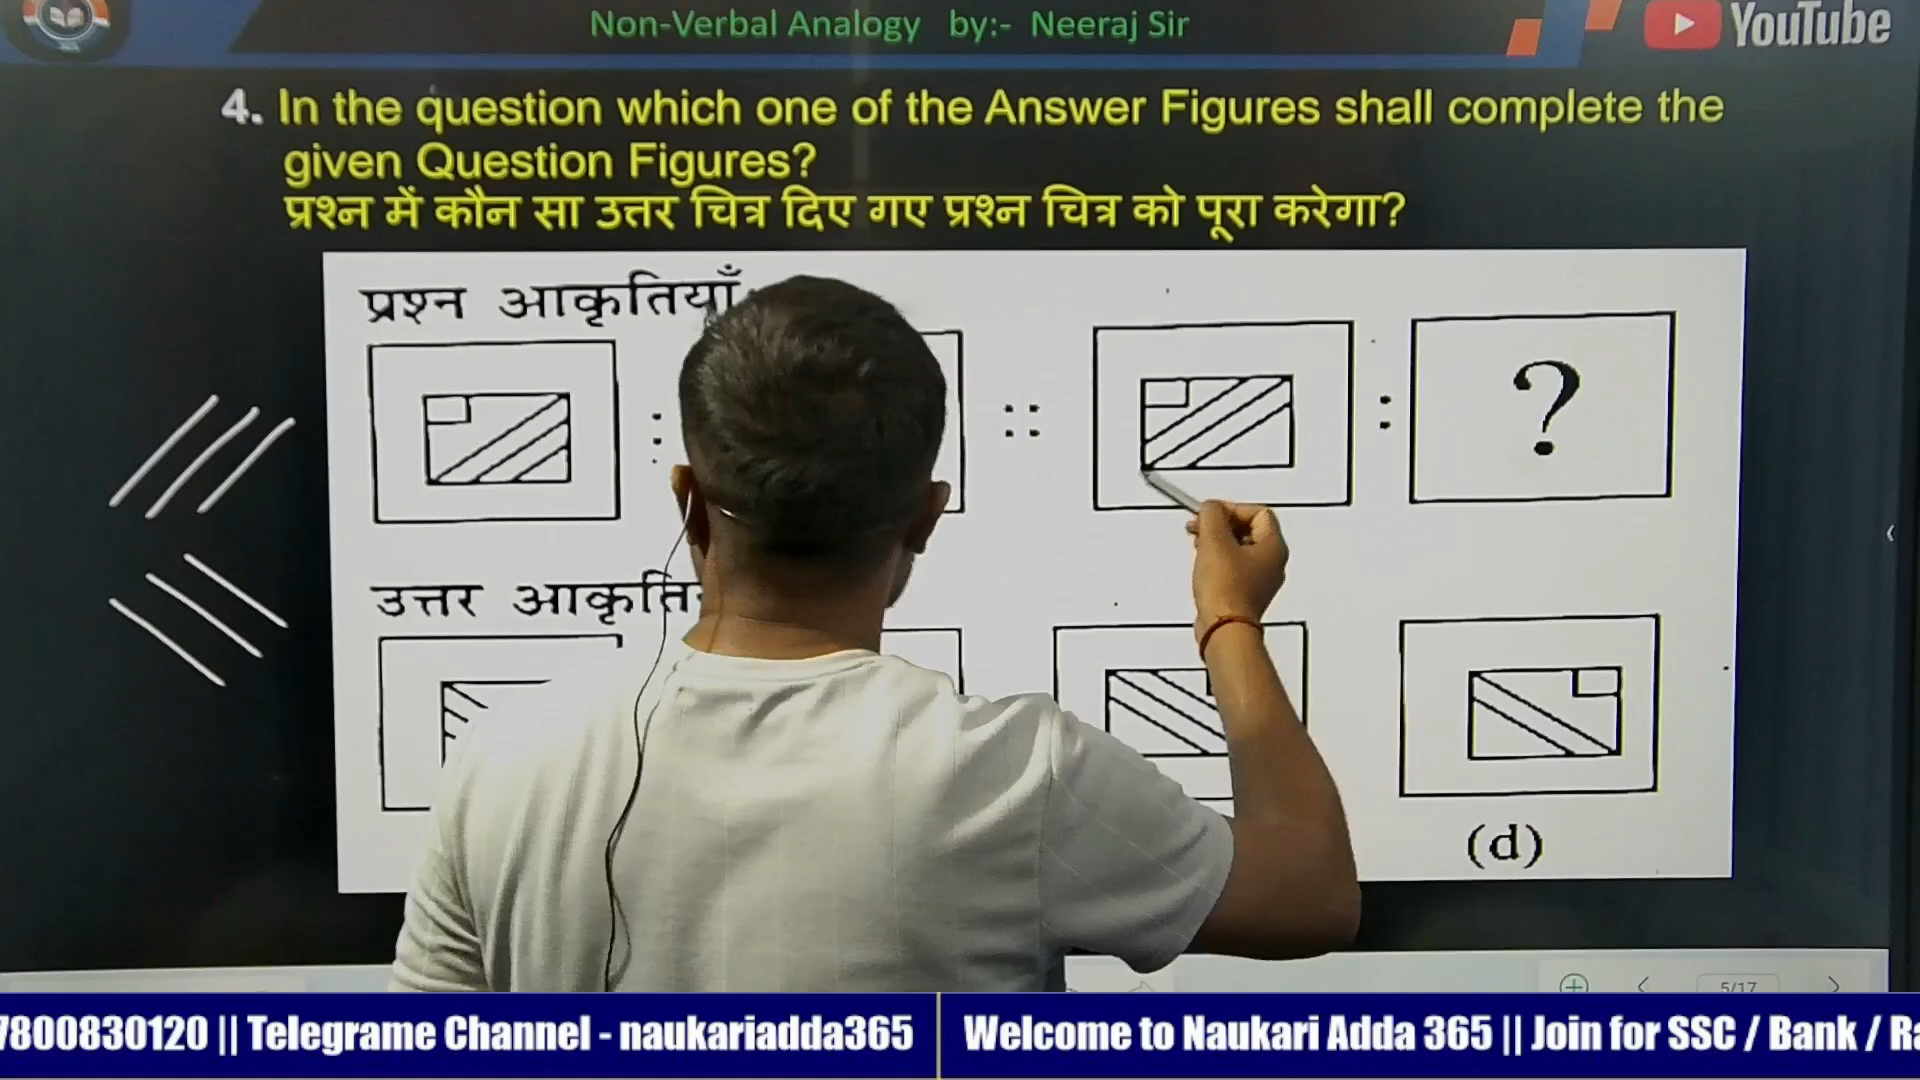 Non-Verbal Analogy by:- Neeraj Sir
YouTube
4. In the question which one of the Answer Figures shall complete the
given Question Figures?
प्रश्न में कौन सा उत्तर चित्र दिए गए प्रश्न चित्र को पूरा करेगा?
प्रश्न आकृतियाँ
: :: : ?
उत्तर
(d)
5/17
7800830120 || Telegrame Channel - naukariadda365
Welcome to Naukari Adda 365 || Join for SSC / Bank /